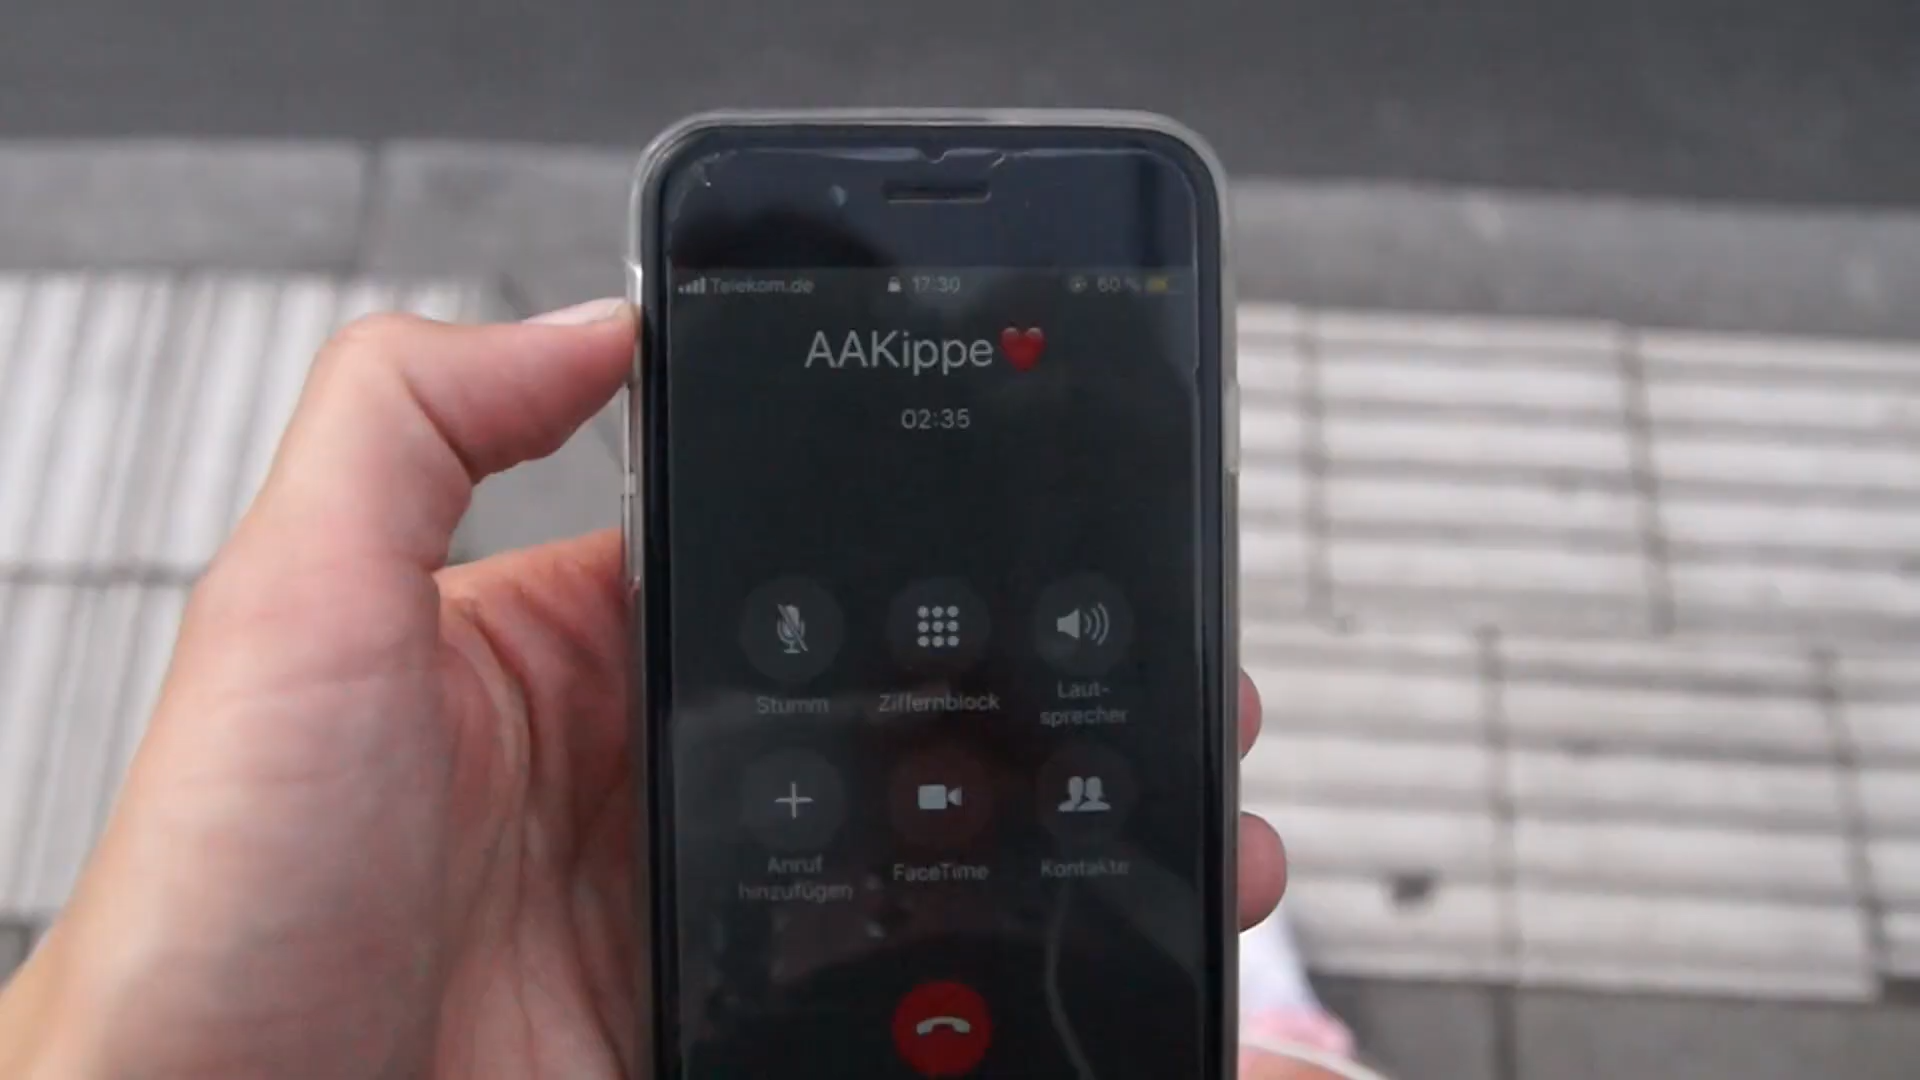 Telekom.de 17:30 60 %
AAKippe❤️
02:35
Stumm
Ziffernblock
Laut-
sprecher
Anruf
hinzufügen
FaceTime
Kontakte